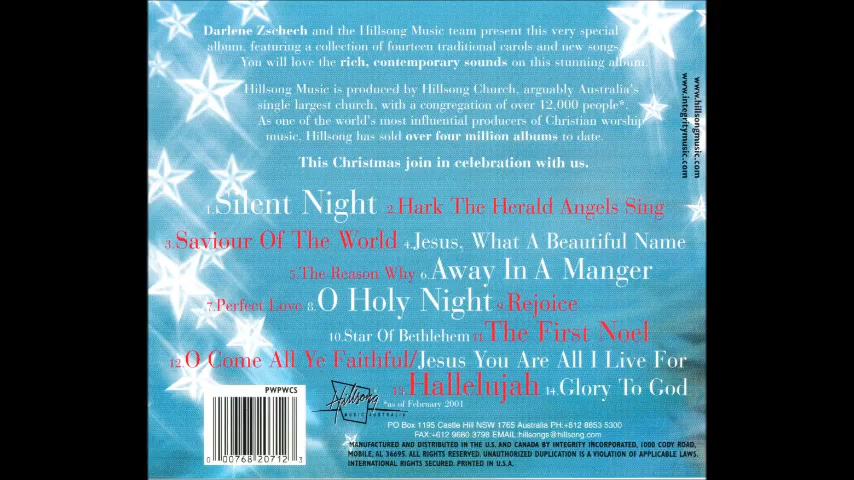 Darlene Zschech and the Hillsong Music team present this very special
album, featuring a collection of fourteen traditional carols and new songs.
You will love the rich, contemporary sounds on this stunning album.
Hillsong Music is produced by Hillsong Church, arguably Australia's
single largest church, with a congregation of over 12,000 people*.
As one of the world's most influential producers of Christian worship
music, Hillsong has sold over four million albums to date.
This Christmas join in celebration with us.
www.hillsongmusic.com
www.integritymusic.com
1.Silent Night 2.Hark The Herald Angels Sing
3.Saviour Of The World 4.Jesus, What A Beautiful Name
5.The Reason Why 6.Away In A Manger
7.Perfect Love 8.O Holy Night 9.Rejoice
10.Star Of Bethlehem 11.The First Noel
12.O Come All Ye Faithful/Jesus You Are All I Live For
13.Hallelujah 14.Glory To God
*as of February 2001
PWPWCS
0 00768 20712 3
Hillsong
MUSIC AUSTRALIA
PO Box 1195 Castle Hill NSW 1765 Australia PH:+612 8853 5300
FAX:+612 9680 3798 EMAIL:hillsongs@hillsong.com
MANUFACTURED AND DISTRIBUTED IN THE U.S. AND CANADA BY INTEGRITY INCORPORATED, 1000 CODY ROAD,
MOBILE, AL 36695. ALL RIGHTS RESERVED. UNAUTHORIZED DUPLICATION IS A VIOLATION OF APPLICABLE LAWS.
INTERNATIONAL RIGHTS SECURED. PRINTED IN U.S.A.